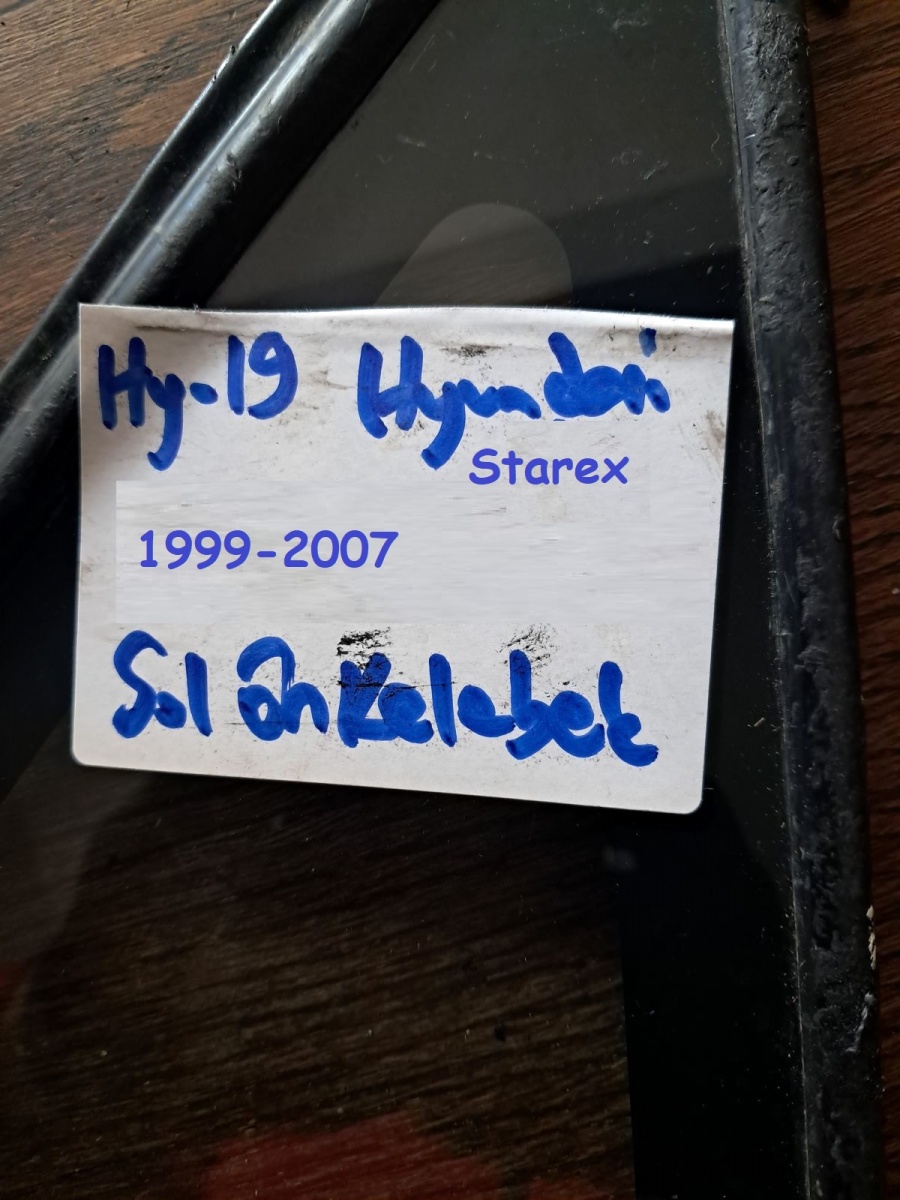 Hy-19 Hyundai
Starex
1999-2007
Sol ön Kelebek